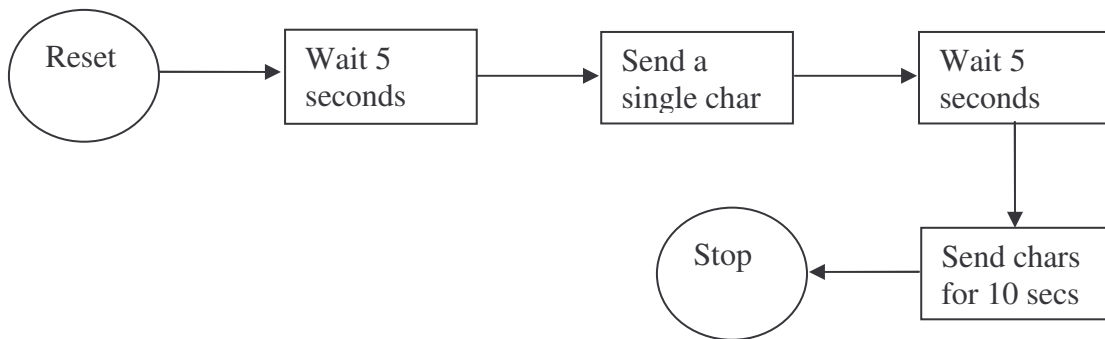 Reset
Wait 5
seconds
Send a
single char
Wait 5
seconds
Send chars
for 10 secs
Stop